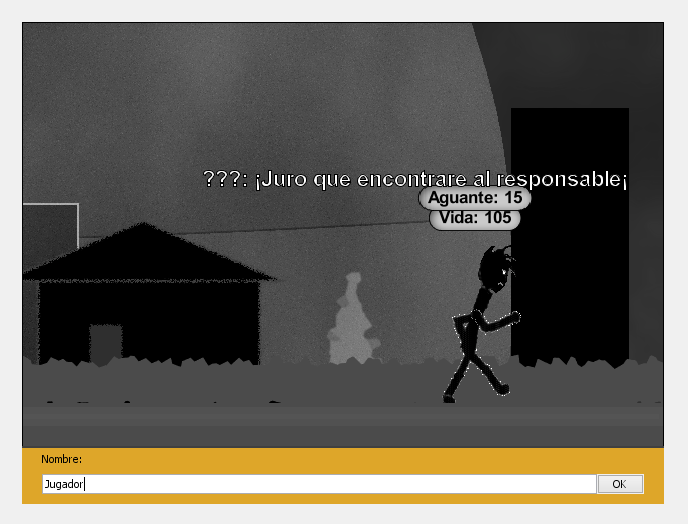 ???: ¡Juro que encontrare al responsable¡
Aguante: 15
Vida: 105
Nombre:
Jugador
OK